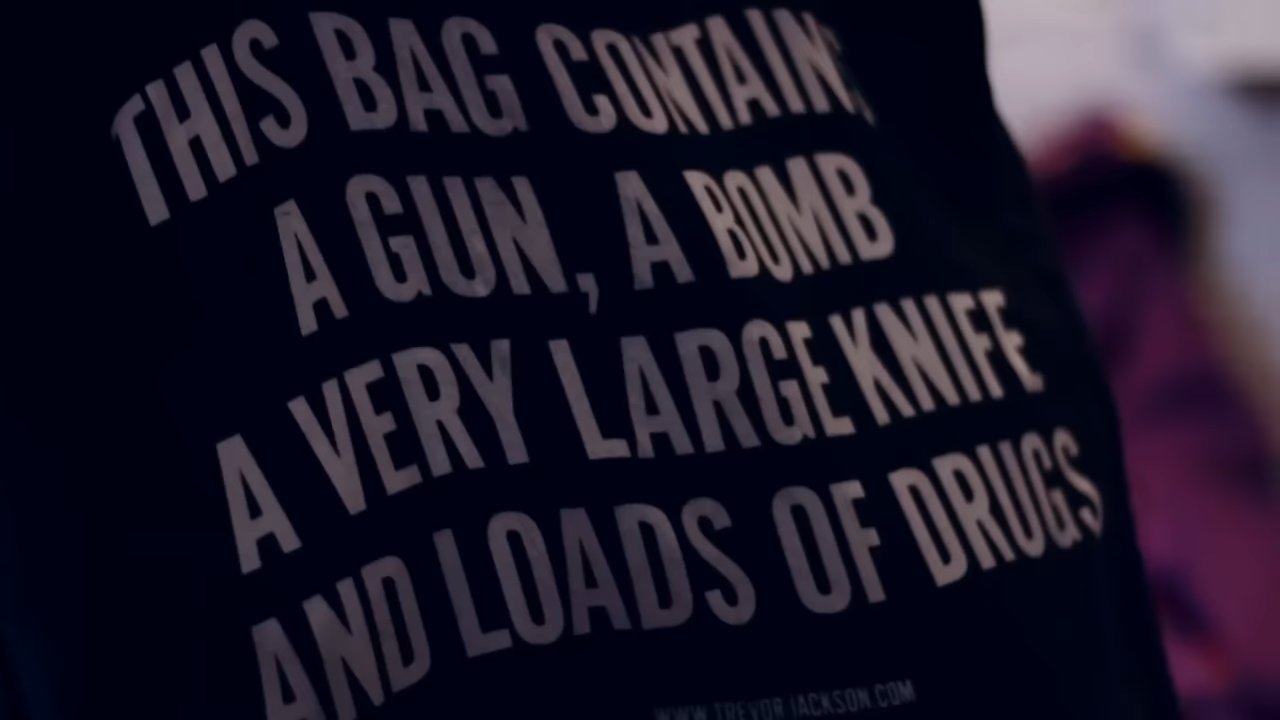 THIS BAG CONTAINS
A GUN, A BOMB
A VERY LARGE KNIFE
AND LOADS OF DRUGS
WWW.TREVORJACKSON.COM